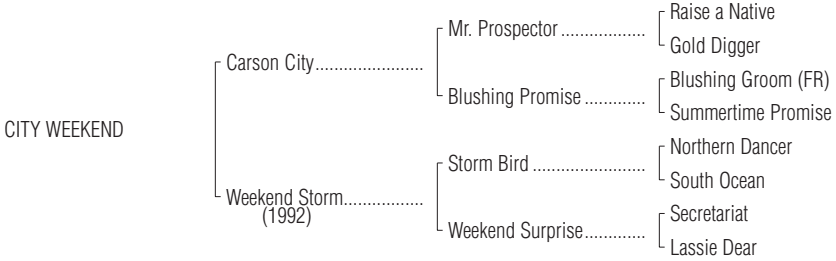 Raise a Native
Mr. Prospector ......................
Gold Digger
Carson City.......................
Blushing Groom (FR)
Blushing Promise .............
Summertime Promise
CITY WEEKEND
Northern Dancer
Storm Bird ........................
South Ocean
Weekend Storm.................
(1992)
Secretariat
Weekend Surprise.............
Lassie Dear